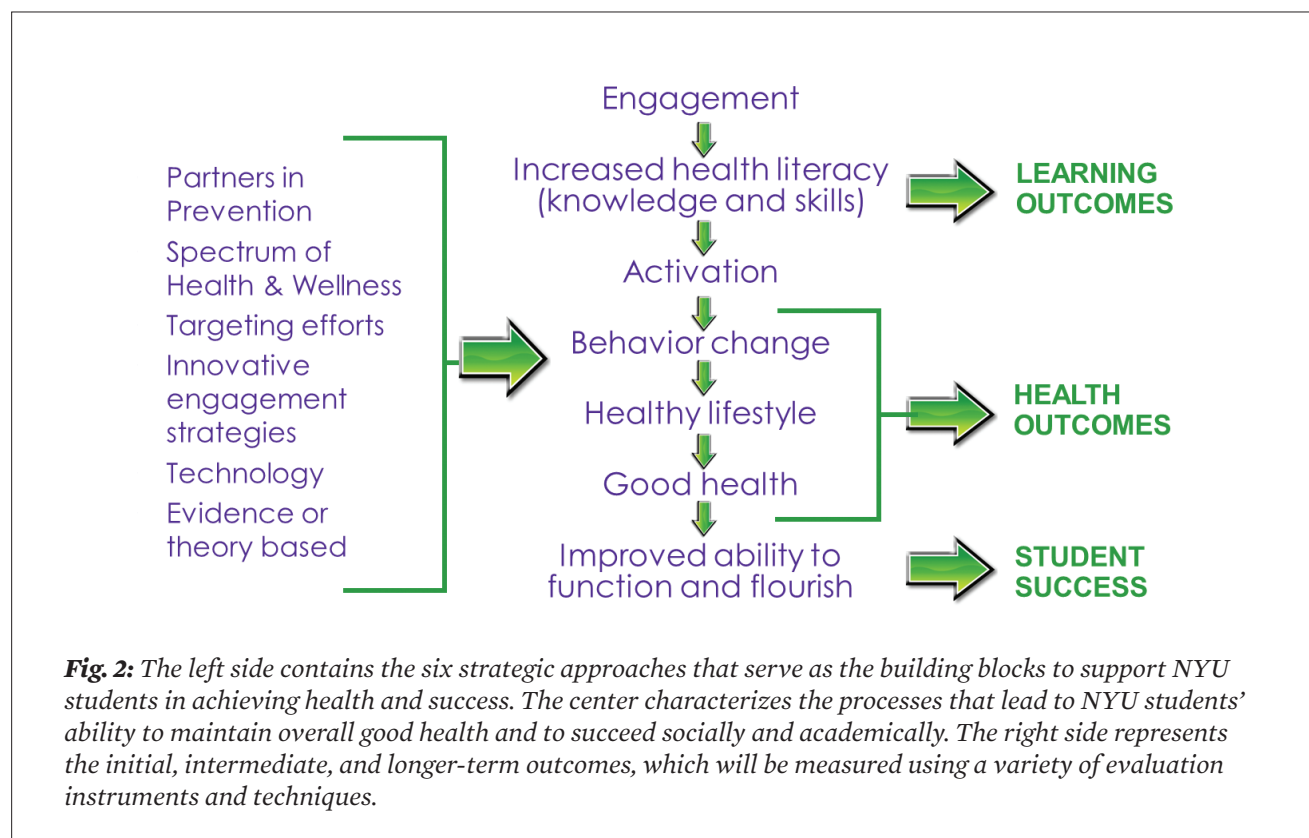 Partners in
Prevention
Spectrum of
Health & Wellness
Targeting efforts
Innovative
engagement
strategies
Technology
Evidence or
theory based
Engagement
Increased health literacy
(knowledge and skills)
Activation
Behavior change
Healthy lifestyle
Good health
Improved ability to
function and flourish
LEARNING
OUTCOMES
HEALTH
OUTCOMES
STUDENT
SUCCESS
Fig. 2: The left side contains the six strategic approaches that serve as the building blocks to support NYU
students in achieving health and success. The center characterizes the processes that lead to NYU students’
ability to maintain overall good health and to succeed socially and academically. The right side represents
the initial, intermediate, and longer-term outcomes, which will be measured using a variety of evaluation
instruments and techniques.